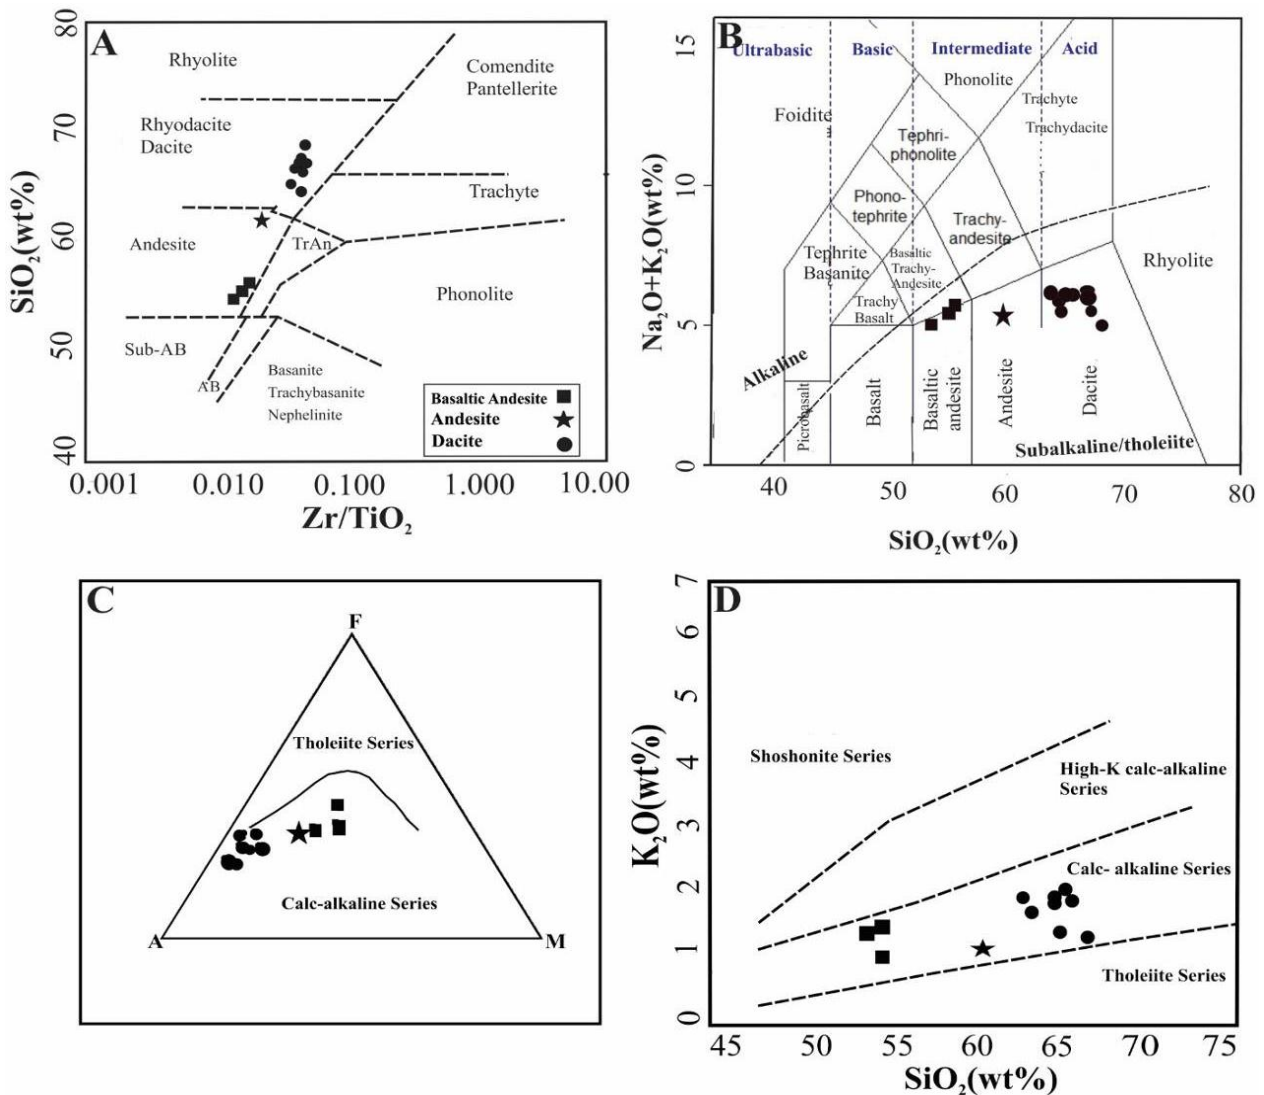 A
Rhyolite
Comendite
Pantellerite
Rhyodacite
Dacite
Trachyte
Andesite
TrAn
Phonolite
Sub-AB
AB
Basanite
Trachybasanite
Nephelinite
Basaltic Andesite
Andesite
Dacite
80
70
60
50
40
SiO2(wt%)
0.001 0.010 0.100 1.000 10.00
Zr/TiO2
B
Ultrabasic Basic Intermediate Acid
Phonolite
Foidite
Trachyte
Trachydacite
Tephri-
phonolite
Phono-
tephrite
Trachy-
andesite
Tephrite
Basanite
Basaltic
Trachy-
Andesite
Trachy
Basalt
Rhyolite
Alkaline
Picrobasalt
Basalt
Basaltic
andesite
Andesite
Dacite
Subalkaline/tholeiite
15
10
5
0
Na2O+K2O(wt%)
40 50 60 70 80
SiO2(wt%)
C
F
Tholeiite Series
Calc-alkaline Series
A
M
D
Shoshonite Series
High-K calc-alkaline
Series
Calc- alkaline Series
Tholeiite Series
7
6
5
4
3
2
1
0
K2O(wt%)
45 50 55 60 65 70 75
SiO2(wt%)